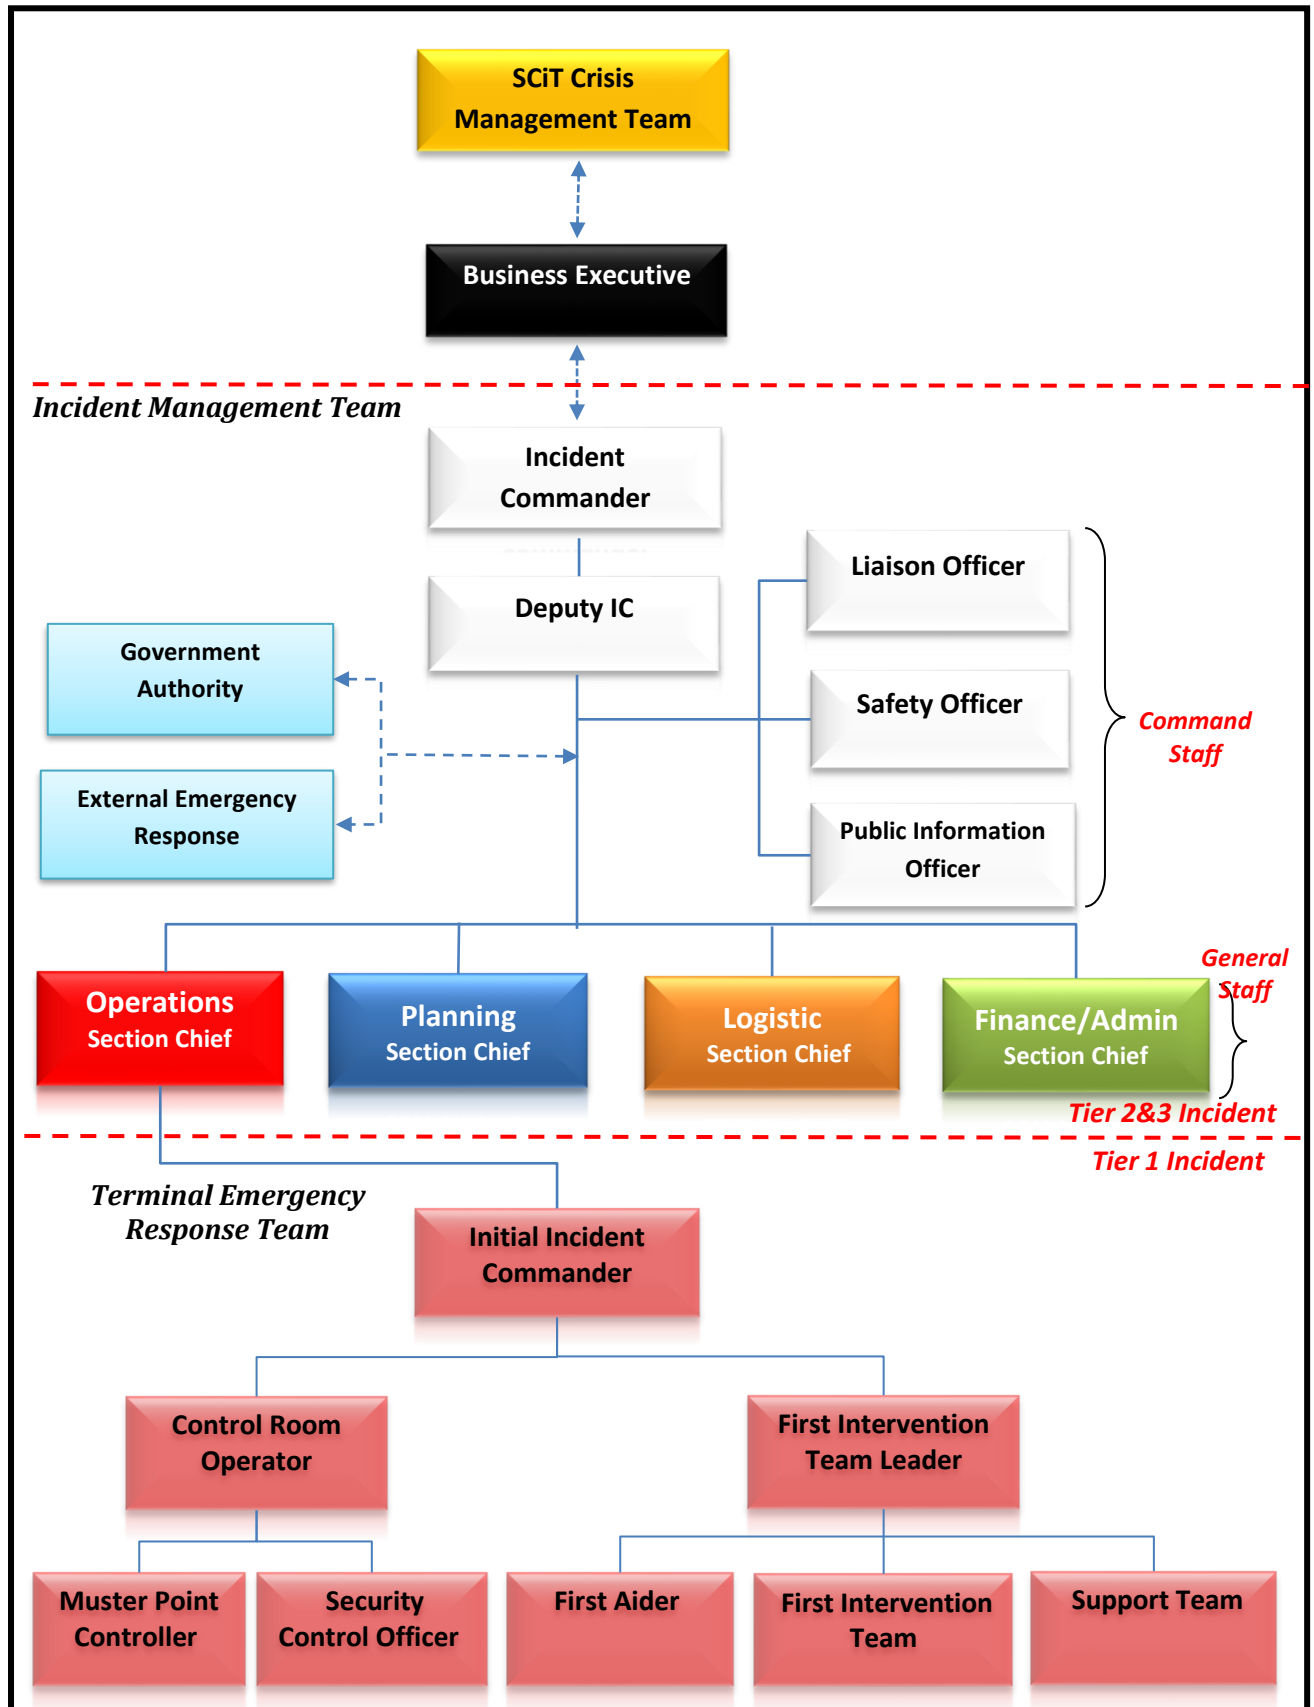 SCiT Crisis
Management Team
Business Executive
Incident Management Team
Incident
Commander
Deputy IC
Liaison Officer
Government
Authority
Safety Officer
Command
Staff
External Emergency
Response
Public Information
Officer
General
Staff
Operations
Section Chief
Planning
Section Chief
Logistic
Section Chief
Finance/Admin
Section Chief
Tier 2&3 Incident
Tier 1 Incident
Terminal Emergency
Response Team
Initial Incident
Commander
Control Room
Operator
First Intervention
Team Leader
Muster Point
Controller
Security
Control Officer
First Aider
First Intervention
Team
Support Team